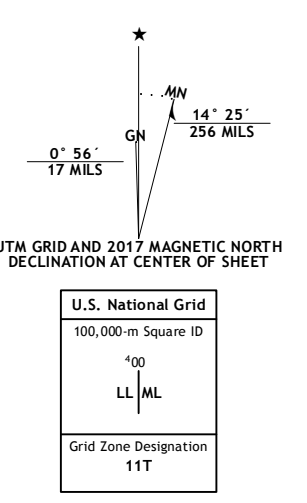 ★
MN
GN
14° 25´
256 MILS
0° 56´
17 MILS
UTM GRID AND 2017 MAGNETIC NORTH
DECLINATION AT CENTER OF SHEET
U.S. National Grid
100,000-m Square ID
⁴00
LL ML
Grid Zone Designation
11T